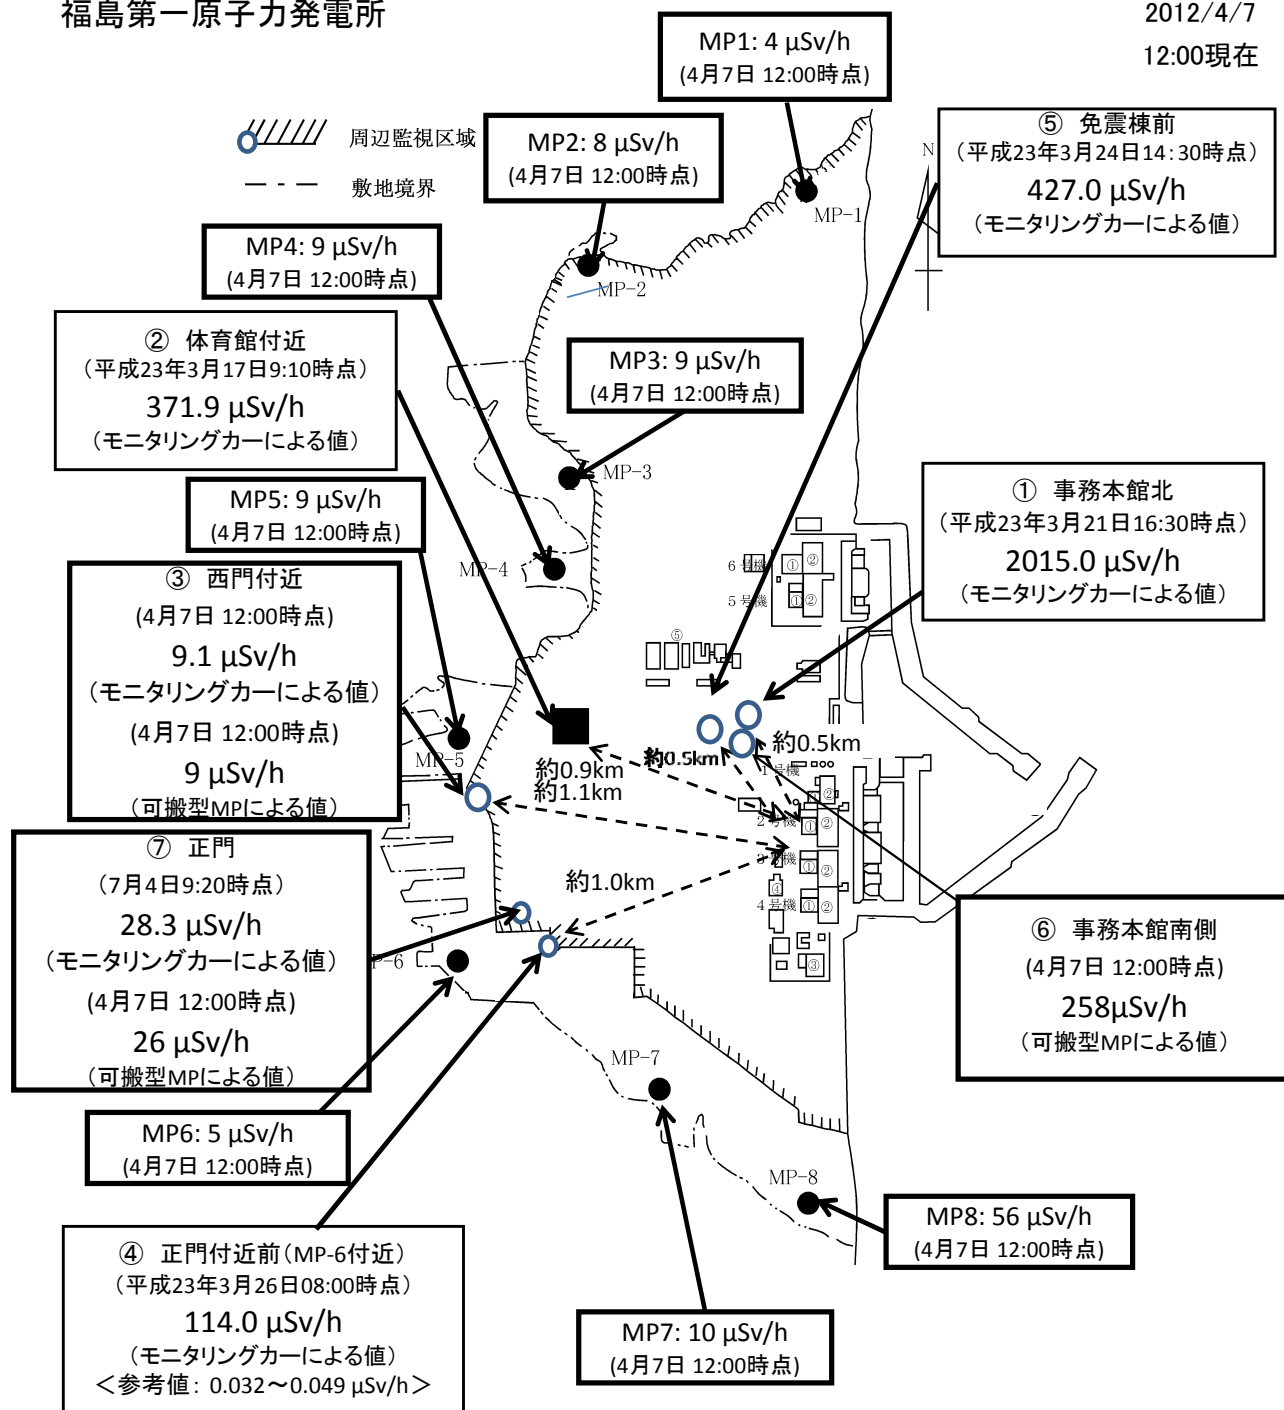 福島第一原子力発電所
2012/4/7
12:00現在
周辺監視区域
敷地境界
MP1: 4 μSv/h
(4月7日 12:00時点)
MP2: 8 μSv/h
(4月7日 12:00時点)
⑤ 免震棟前
（平成23年3月24日14：30時点）
427.0 μSv/h
（モニタリングカーによる値）
N
MP-1
MP4: 9 μSv/h
(4月7日 12:00時点)
MP-2
② 体育館付近
（平成23年3月17日9:10時点）
371.9 μSv/h
（モニタリングカーによる値）
MP3: 9 μSv/h
(4月7日 12:00時点)
MP-3
MP5: 9 μSv/h
(4月7日 12:00時点)
① 事務本館北
（平成23年3月21日16:30時点）
2015.0 μSv/h
（モニタリングカーによる値）
MP-4
6号機
① ②
5号機
① ②
⑤
③ 西門付近
(4月7日 12:00時点)
9.1 μSv/h
（モニタリングカーによる値）
(4月7日 12:00時点)
9 μSv/h
（可搬型MPによる値）
MP-5
約0.9km
約1.1km
約0.5km
約0.5km
1号機
① ②
2号機
① ②
3号機
① ②
④
4号機
① ②
③
約1.0km
⑦ 正門
(7月4日9:20時点)
28.3 μSv/h
（モニタリングカーによる値）
(4月7日 12:00時点)
26 μSv/h
（可搬型MPによる値）
P-6
⑥ 事務本館南側
(4月7日 12:00時点)
258μSv/h
（可搬型MPによる値）
MP-7
MP6: 5 μSv/h
(4月7日 12:00時点)
MP-8
MP8: 56 μSv/h
(4月7日 12:00時点)
④ 正門付近前（MP-6付近）
（平成23年3月26日08:00時点）
114.0 μSv/h
（モニタリングカーによる値）
＜参考値： 0.032～0.049 μSv/h＞
MP7: 10 μSv/h
(4月7日 12:00時点)